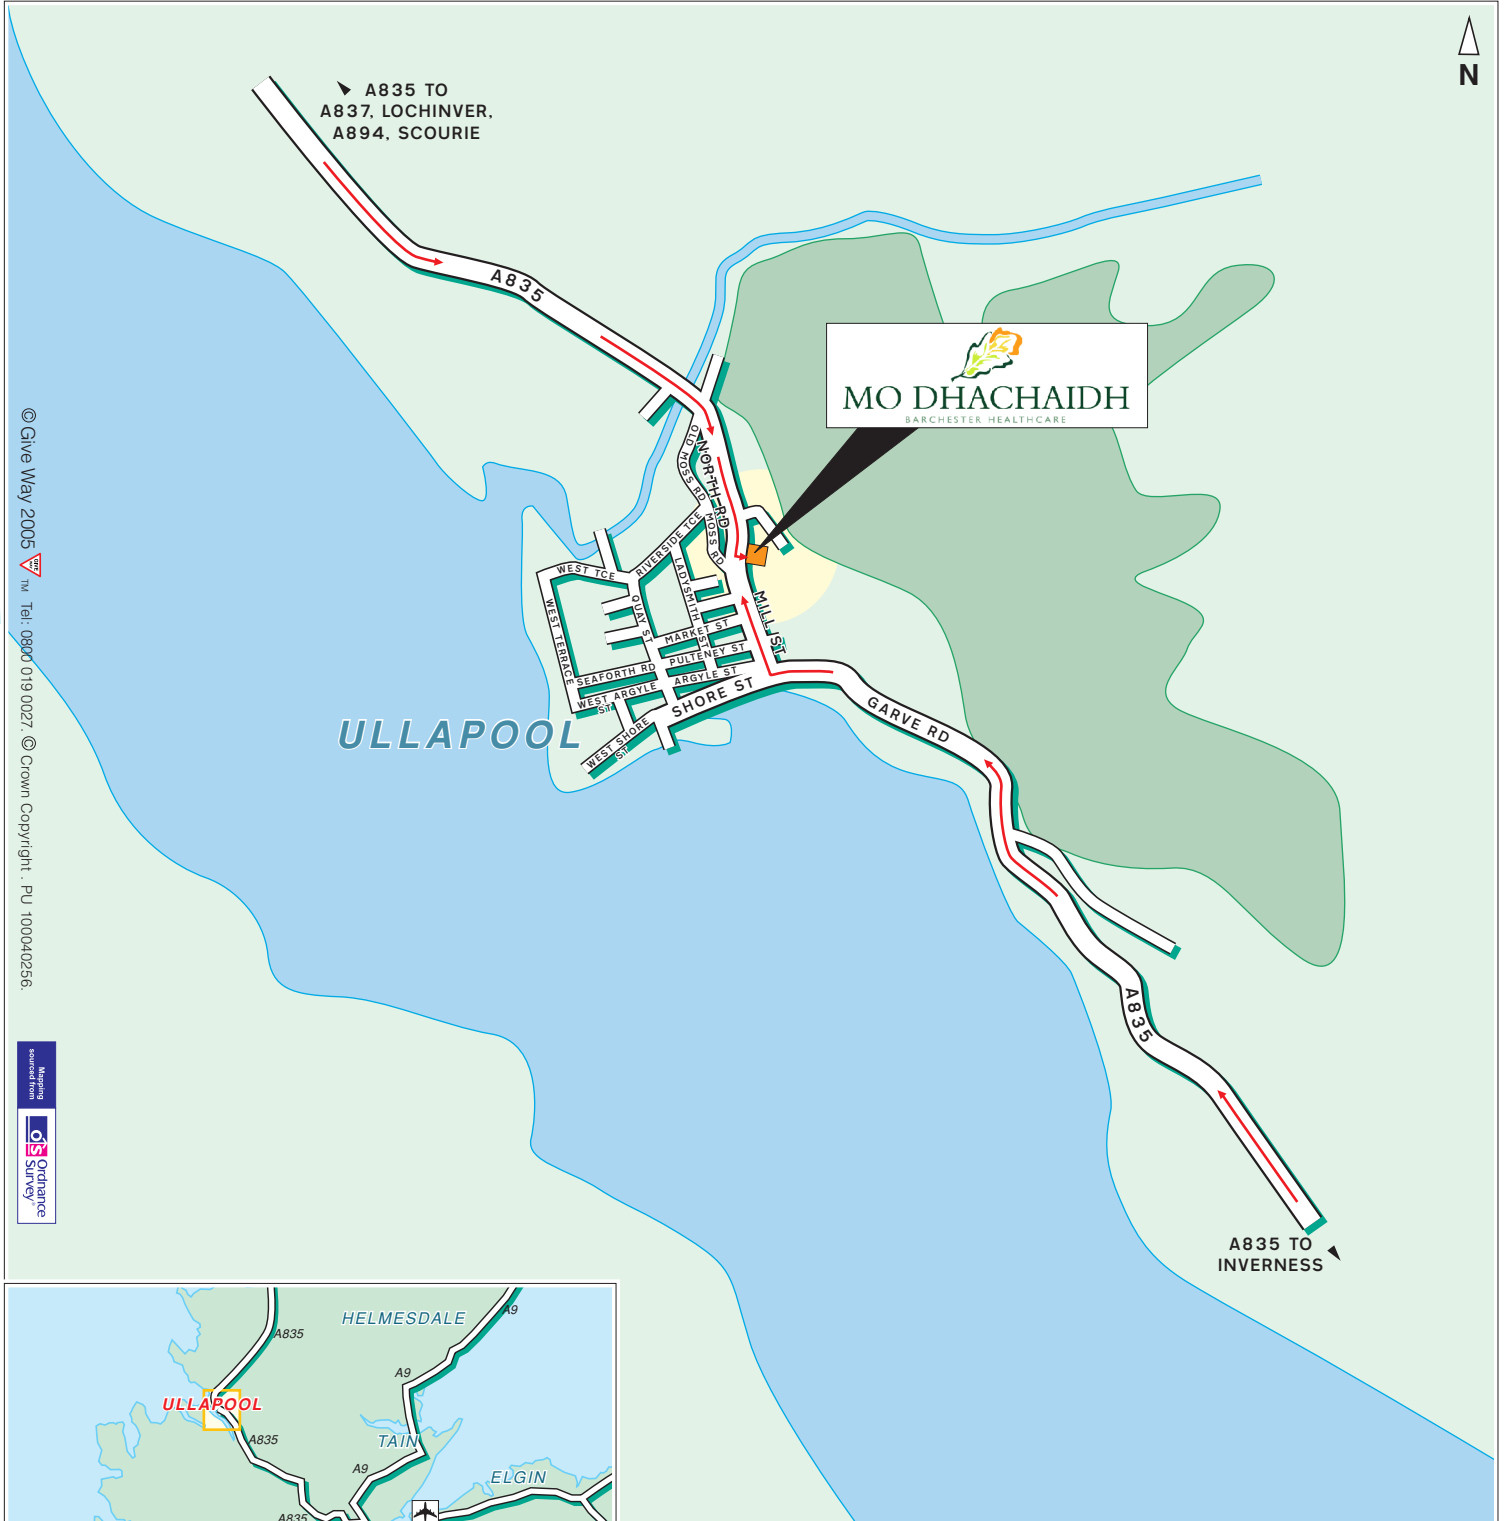 N
A835 TO
A837, LOCHINVER,
A894, SCOURIE
A835
MO DHACHAIDH
BARCHESTER HEALTHCARE
OLD MOSS RD
NORTH RD
MOSS RD
RIVERSIDE TCE
WEST TCE
LADYSMITH ST
QUAY ST
WEST TERRACE
MILL ST
MARKET ST
PULTENEY ST
SEAFORTH RD
ARGYLE ST
WEST ARGYLE
ST
SHORE ST
WEST SHORE
ST
GARVE RD
ULLAPOOL
A835
A835 TO
INVERNESS
© Give Way 2005 GIVE WAY TM Tel: 0800 019 0027. © Crown Copyright . PU 100040256.
Mapping
sourced from
OS
Ordnance
Survey®
HELMESDALE
A9
A835
A9
ULLAPOOL
A835
TAIN
A9
ELGIN
A835